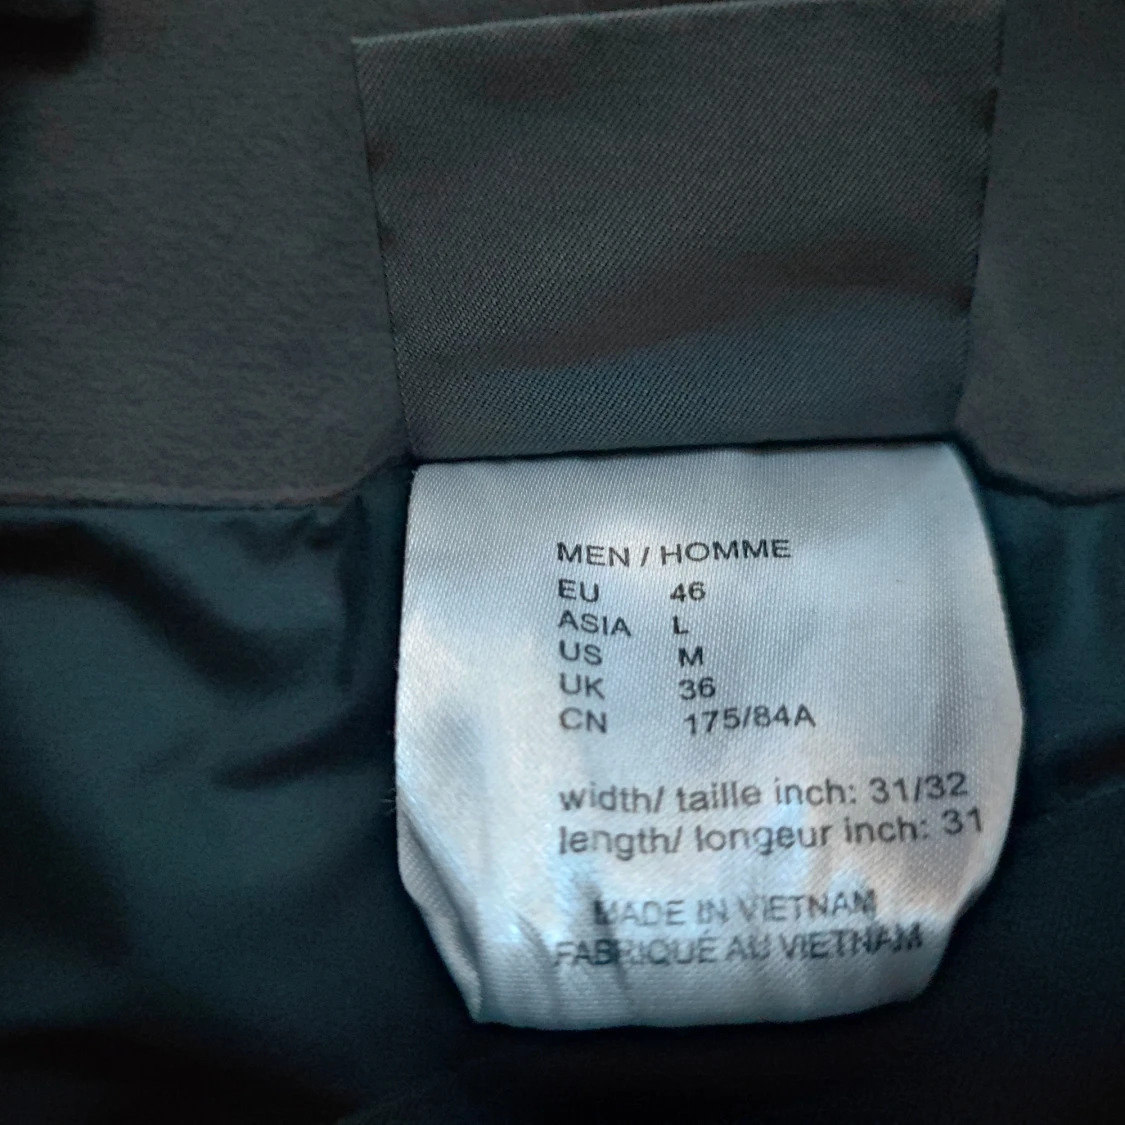 MEN / HOMME
EU 46
ASIA L
US M
UK 36
CN 175/84A
width/ taille inch: 31/32
length/ longeur inch: 31
MADE IN VIETNAM
FABRIQUÉ AU VIETNAM